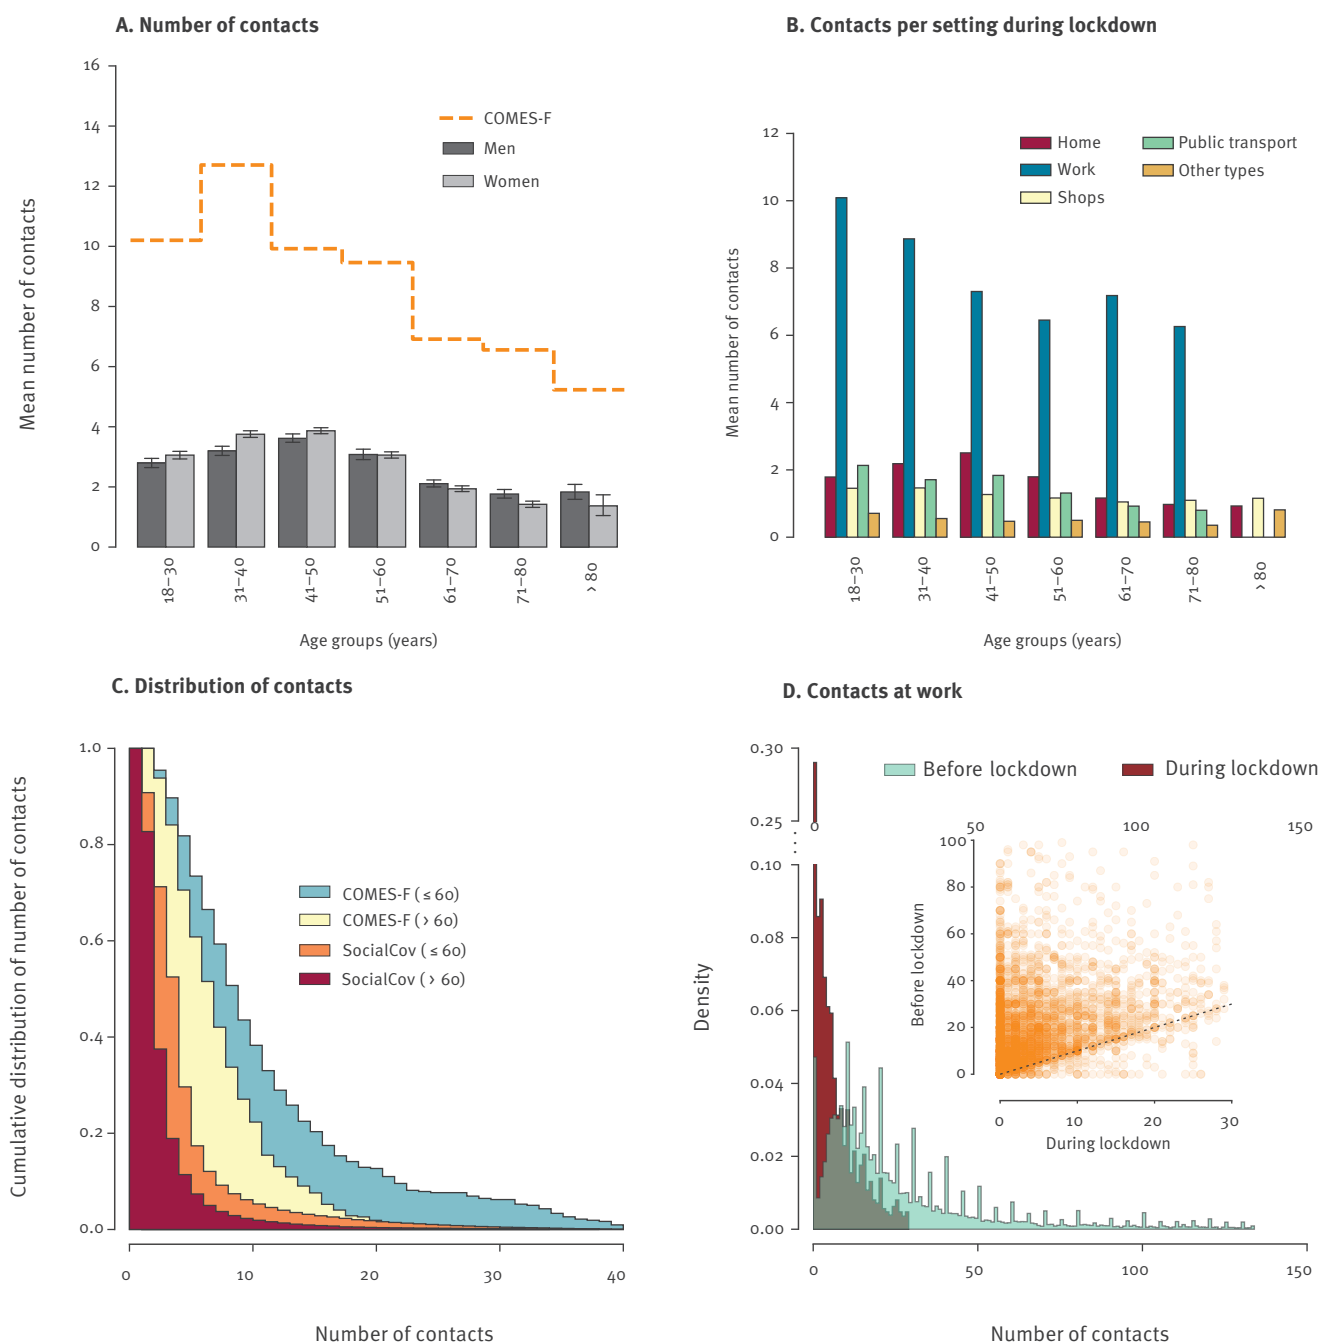 A. Number of contacts
16
14
12
10
8
6
4
2
0
Mean number of contacts
COMES-F
Men
Women
18–30
31–40
41–50
51–60
61–70
71–80
> 80
Age groups (years)
B. Contacts per setting during lockdown
12
10
8
6
4
2
0
Mean number of contacts
Home
Work
Shops
Public transport
Other types
18–30
31–40
41–50
51–60
61–70
71–80
> 80
Age groups (years)
C. Distribution of contacts
1.0
0.8
0.6
0.4
0.2
0.0
Cumulative distribution of number of contacts
COMES-F (≤ 60)
COMES-F (> 60)
SocialCov (≤ 60)
SocialCov (> 60)
0 10 20 30 40
Number of contacts
D. Contacts at work
0.30
0.25
0.10
0.08
0.06
0.04
0.02
0.00
Density
Before lockdown
During lockdown
0 50 100 150
100
80
60
40
20
0
Before lockdown
0 10 20 30
During lockdown
0 50 100 150
Number of contacts